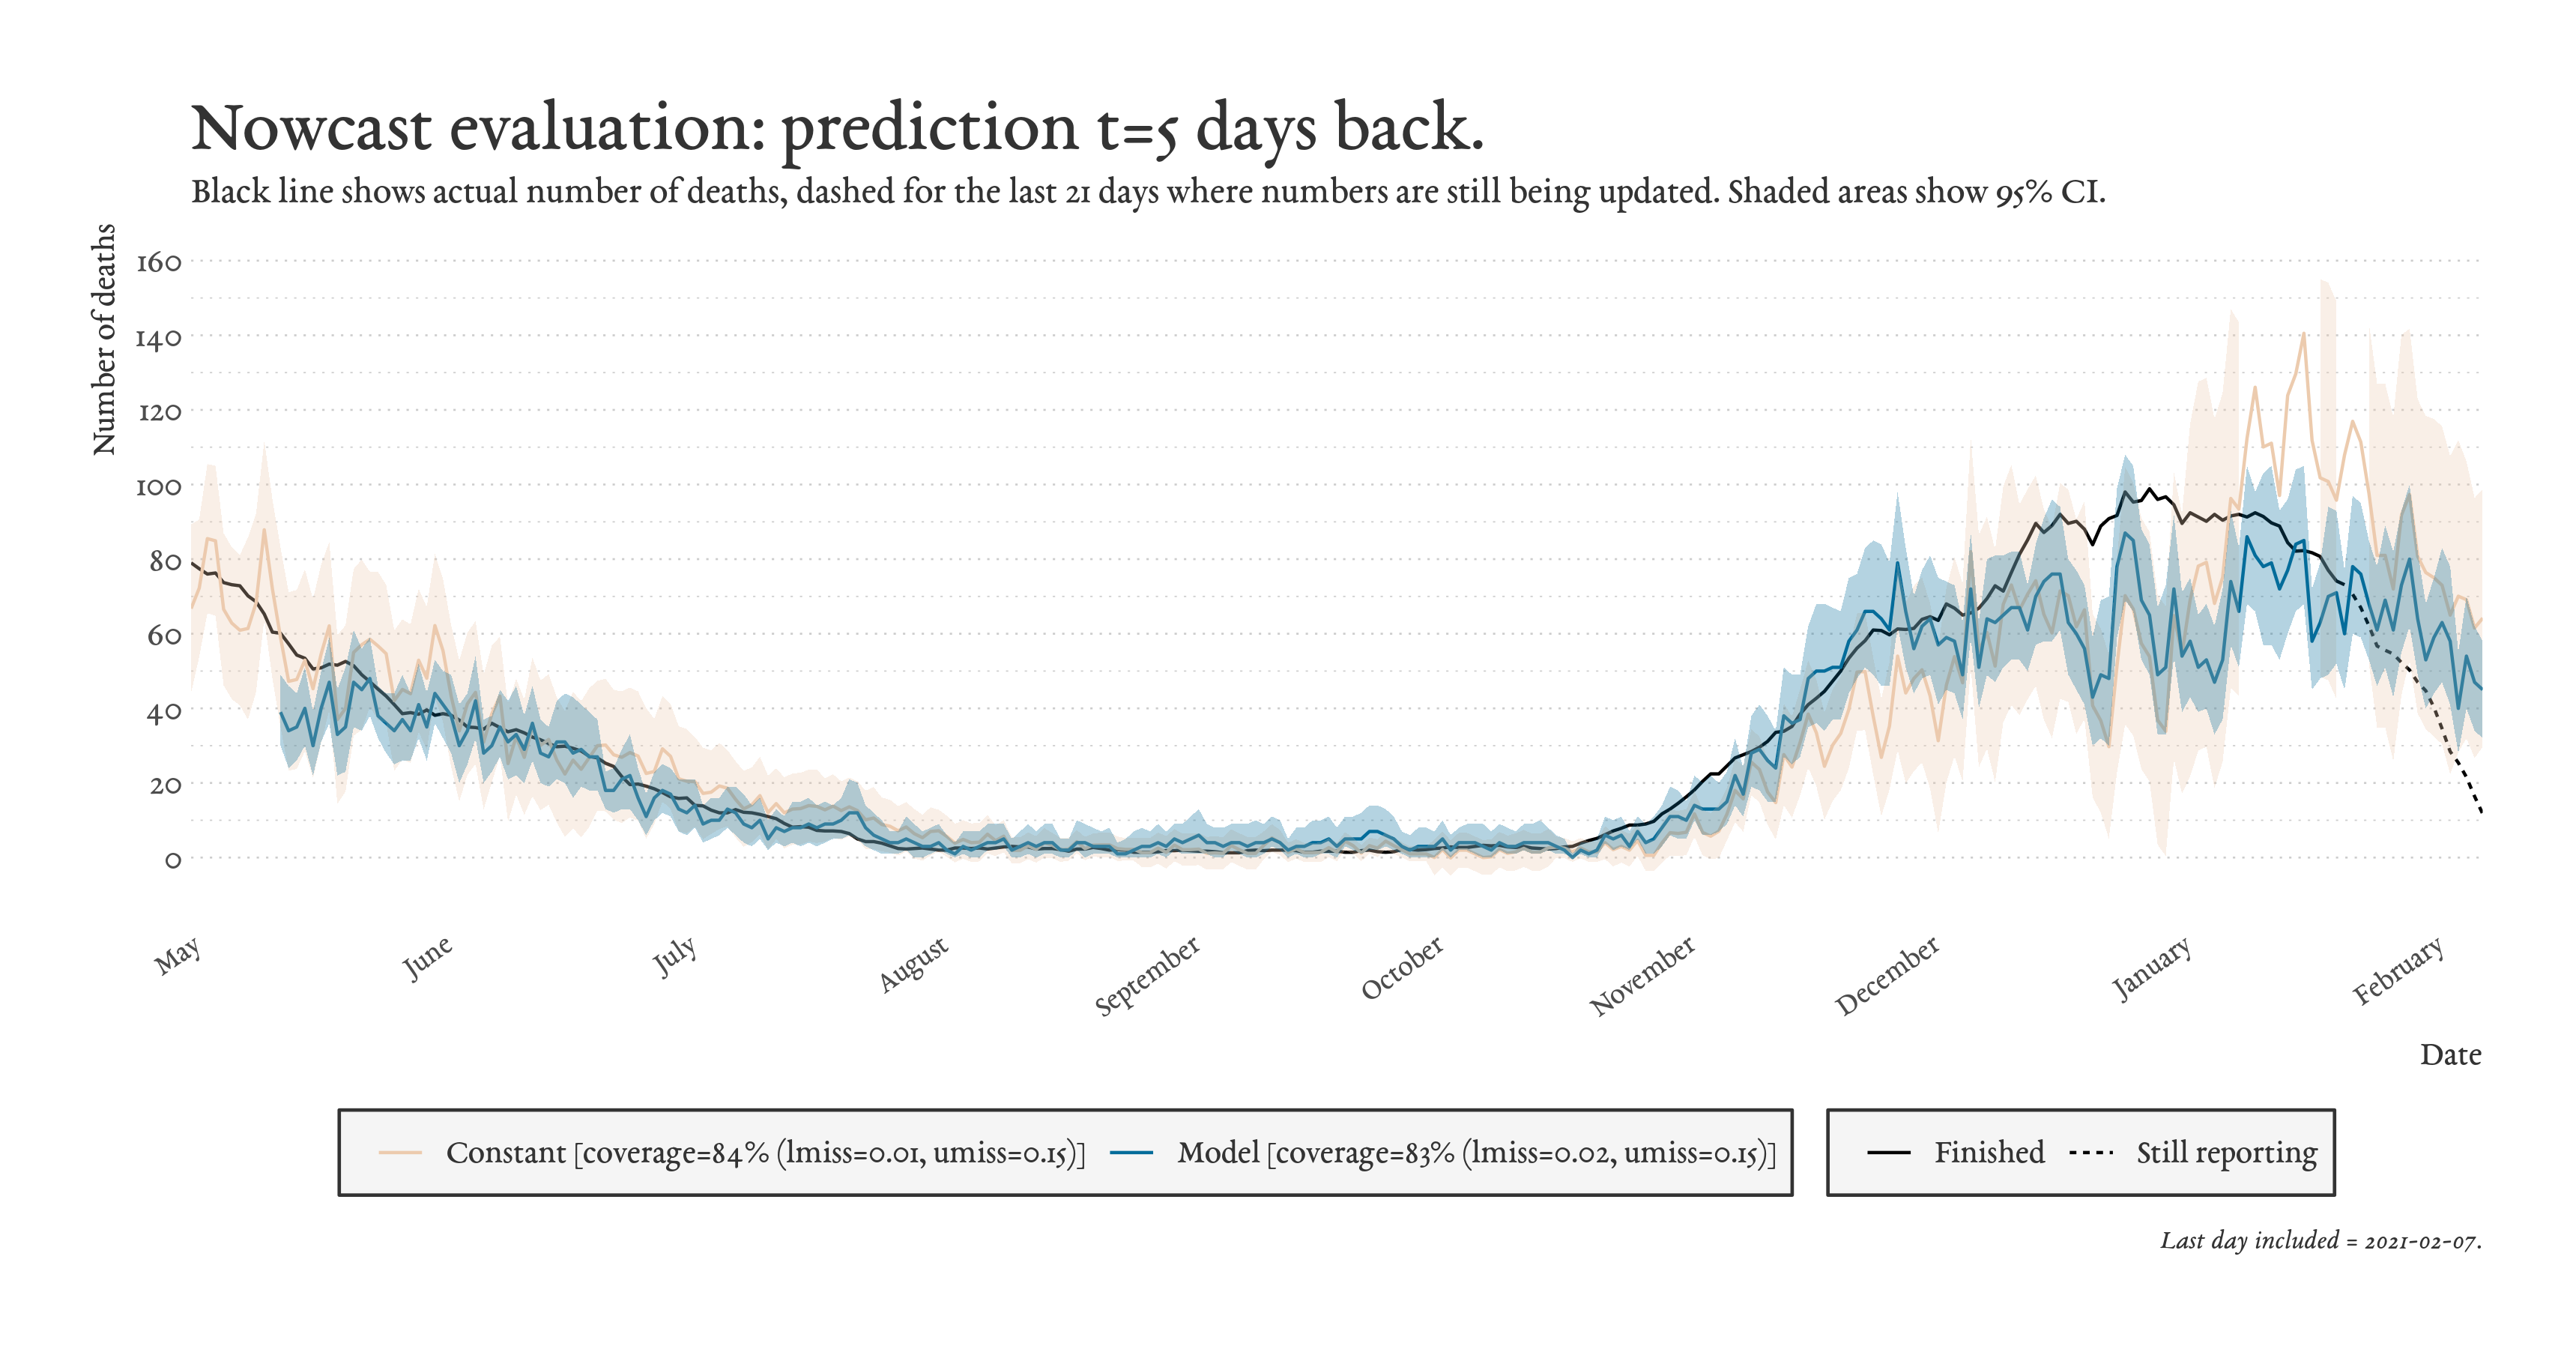 Nowcast evaluation: prediction t=5 days back.
Black line shows actual number of deaths, dashed for the last 21 days where numbers are still being updated. Shaded areas show 95% CI.
Number of deaths
160
140
120
100
80
60
40
20
0
May
June
July
August
September
October
November
December
January
February
Date
Constant [coverage=84% (lmiss=0.01, umiss=0.15)]
Model [coverage=83% (lmiss=0.02, umiss=0.15)]
Finished
Still reporting
Last day included = 2021-02-07.